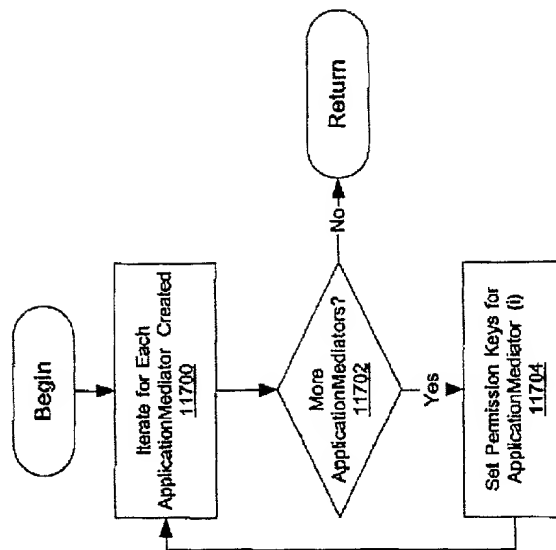 Begin
Iterate for Each
ApplicationMediator Created
11700
More
ApplicationMediators?
11702
No
Return
Yes
Set Permission Keys for
ApplicationMediator (i)
11704